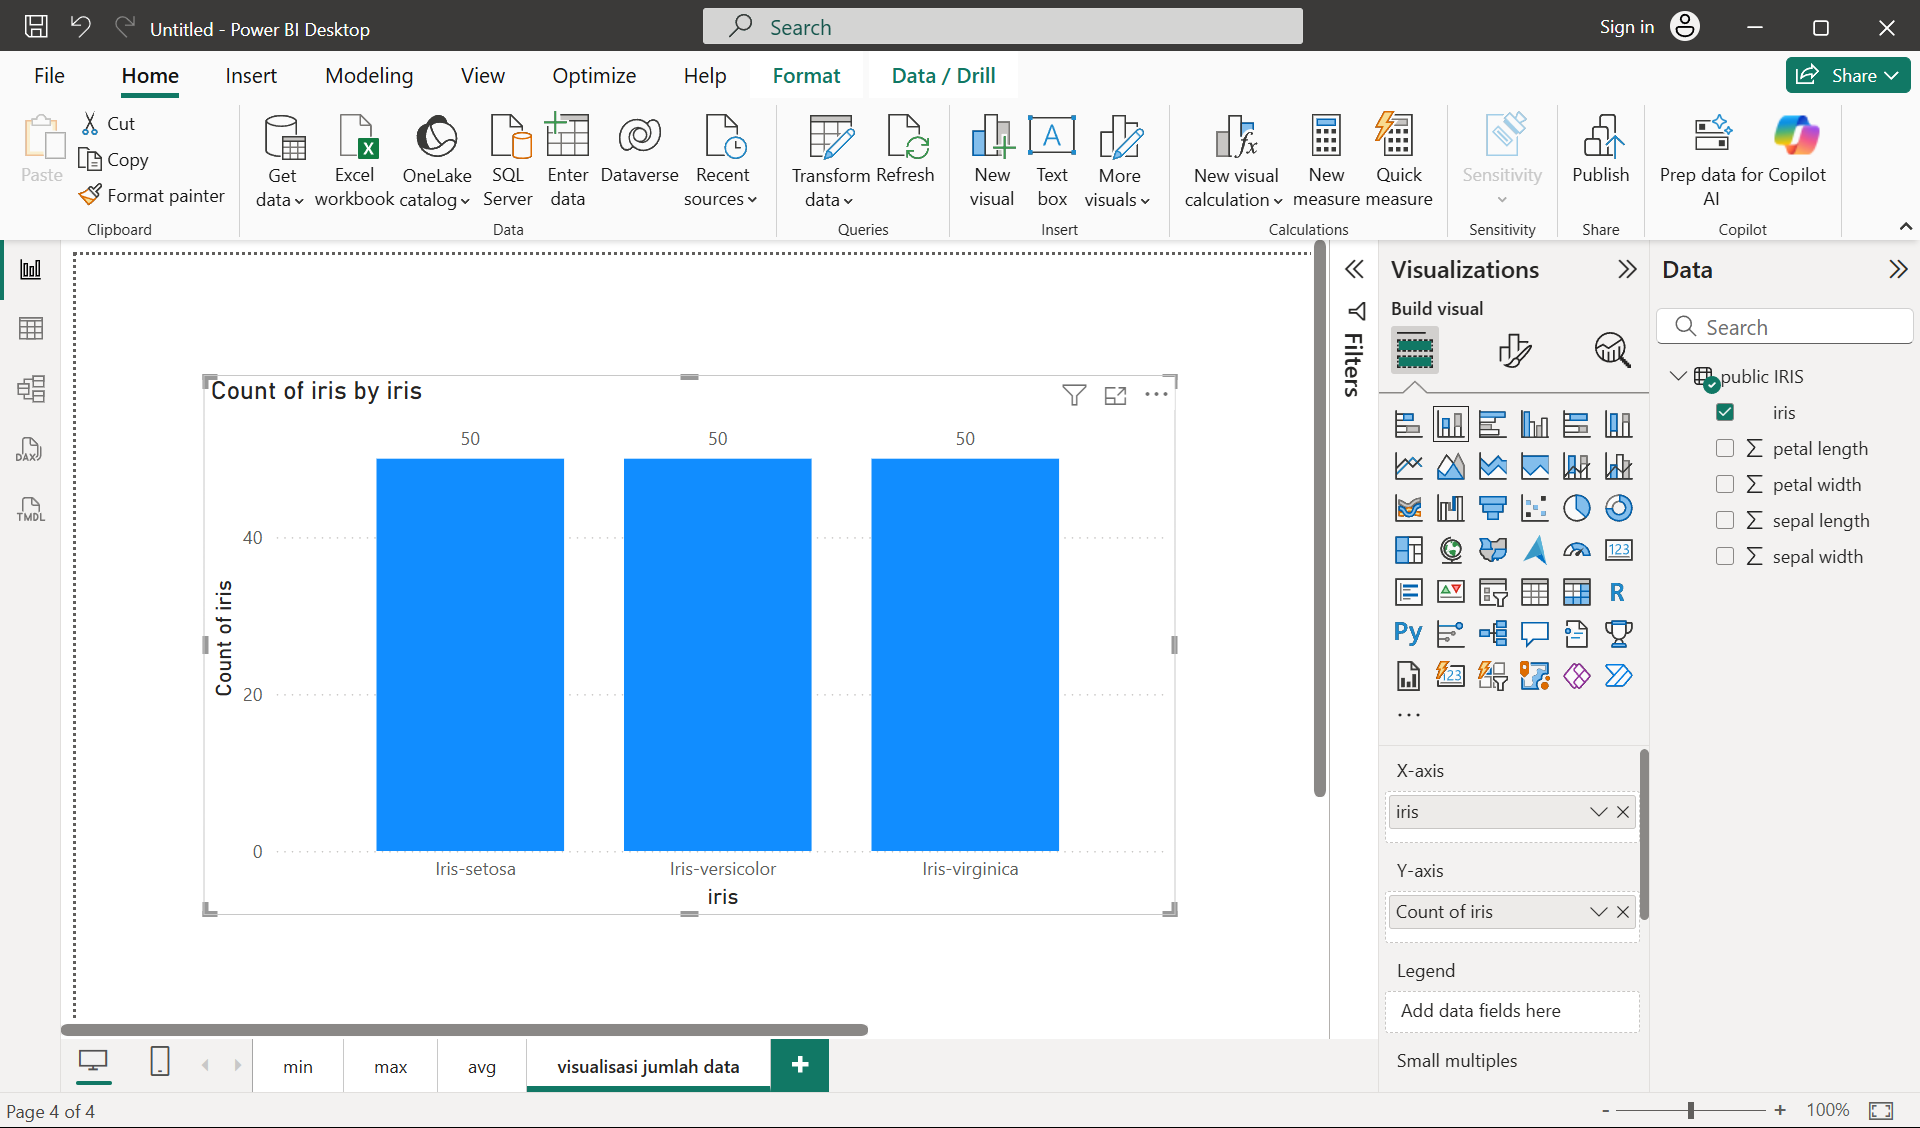 Untitled - Power BI Desktop
Search
Sign in
File
Home
Insert
Modeling
View
Optimize
Help
Format
Data / Drill
Share
Paste
Cut
Copy
Format painter
Clipboard
Get data
Excel workbook
OneLake catalog
SQL Server
Enter data
Dataverse
Recent sources
Data
Transform data
Refresh
Queries
New visual
Text box
More visuals
Insert
New visual calculation
New measure
Quick measure
Calculations
Sensitivity
Sensitivity
Publish
Share
Prep data for AI
Copilot
Copilot
DAX
TMDL
Count of iris by iris
50
50
50
40
20
0
Count of iris
Iris-setosa
Iris-versicolor
Iris-virginica
iris
Filters
Visualizations
Build visual
123
R
Py
123
X-axis
iris
Y-axis
Count of iris
Legend
Add data fields here
Small multiples
Data
Search
public IRIS
iris
petal length
petal width
sepal length
sepal width
min
max
avg
visualisasi jumlah data
Page 4 of 4
100%